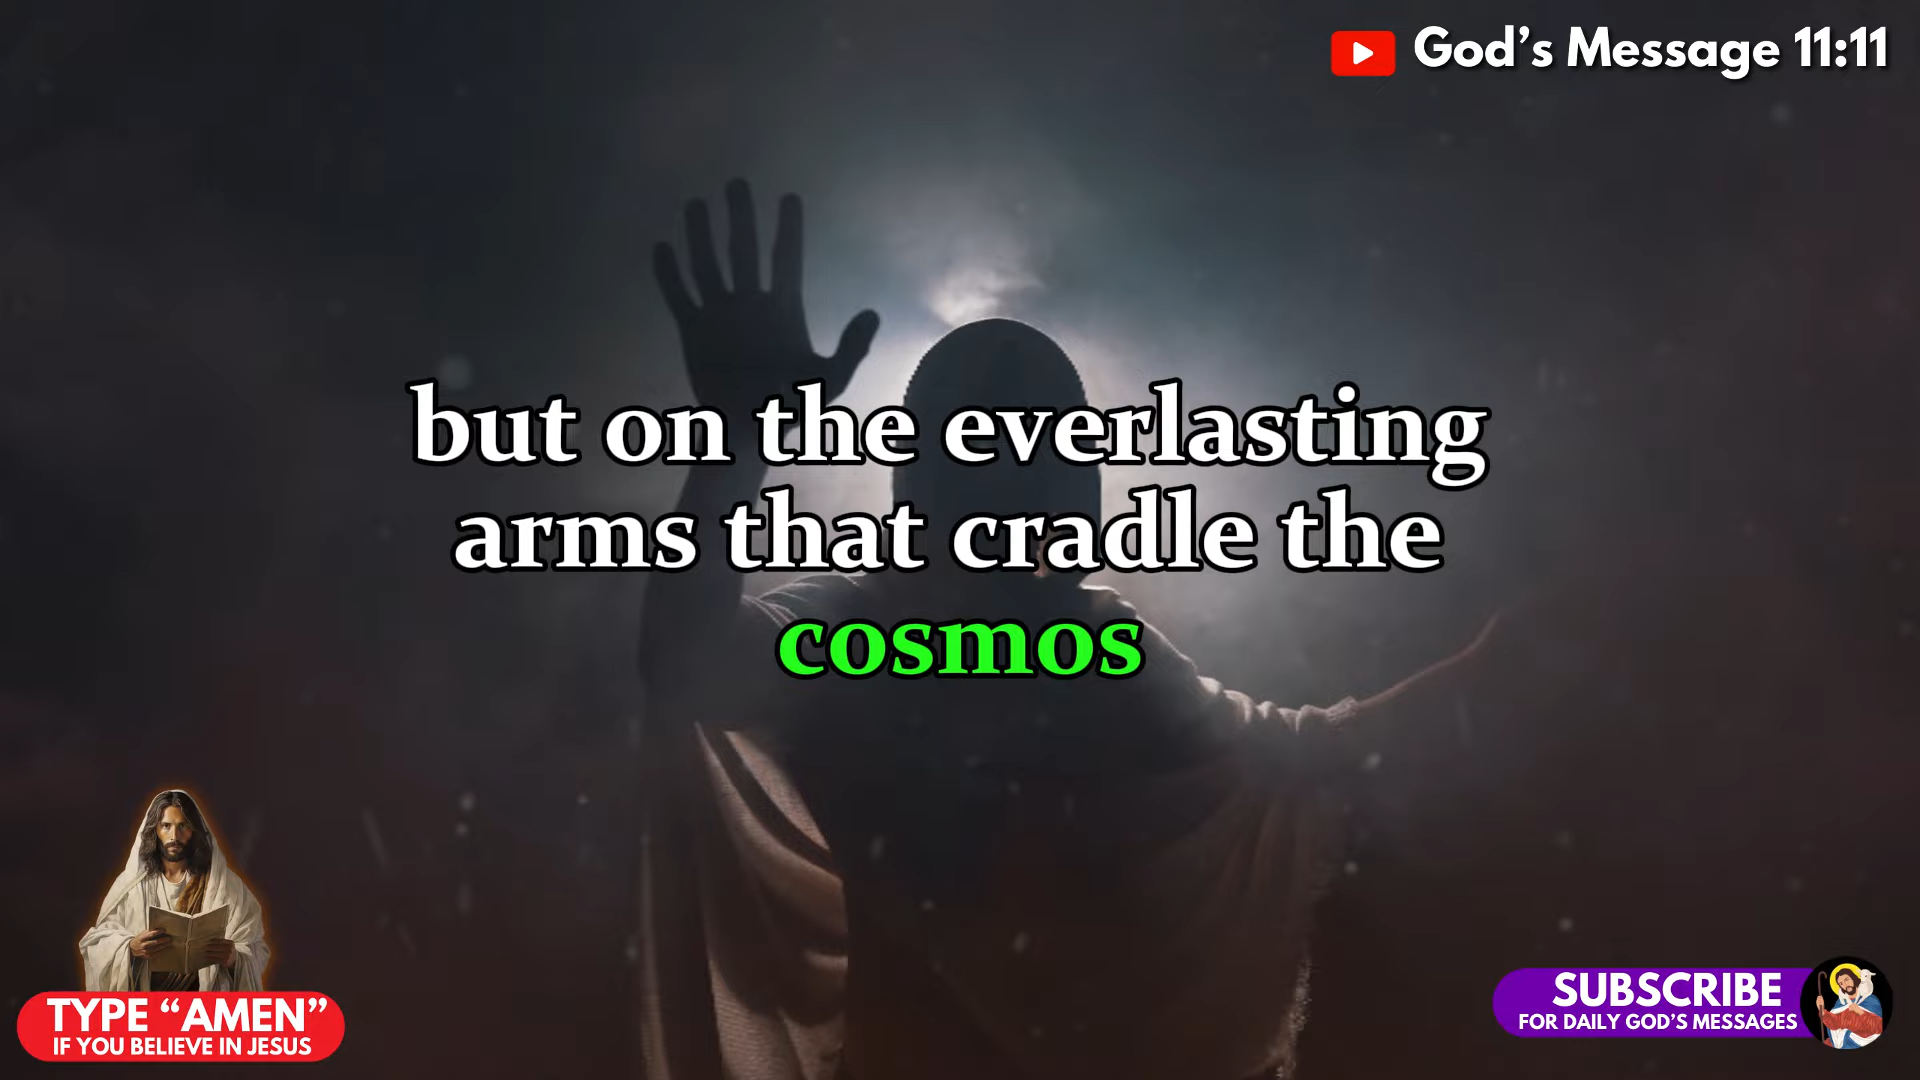 God’s Message 11:11
but on the everlasting
arms that cradle the
cosmos
TYPE “AMEN”
IF YOU BELIEVE IN JESUS
SUBSCRIBE
FOR DAILY GOD’S MESSAGES